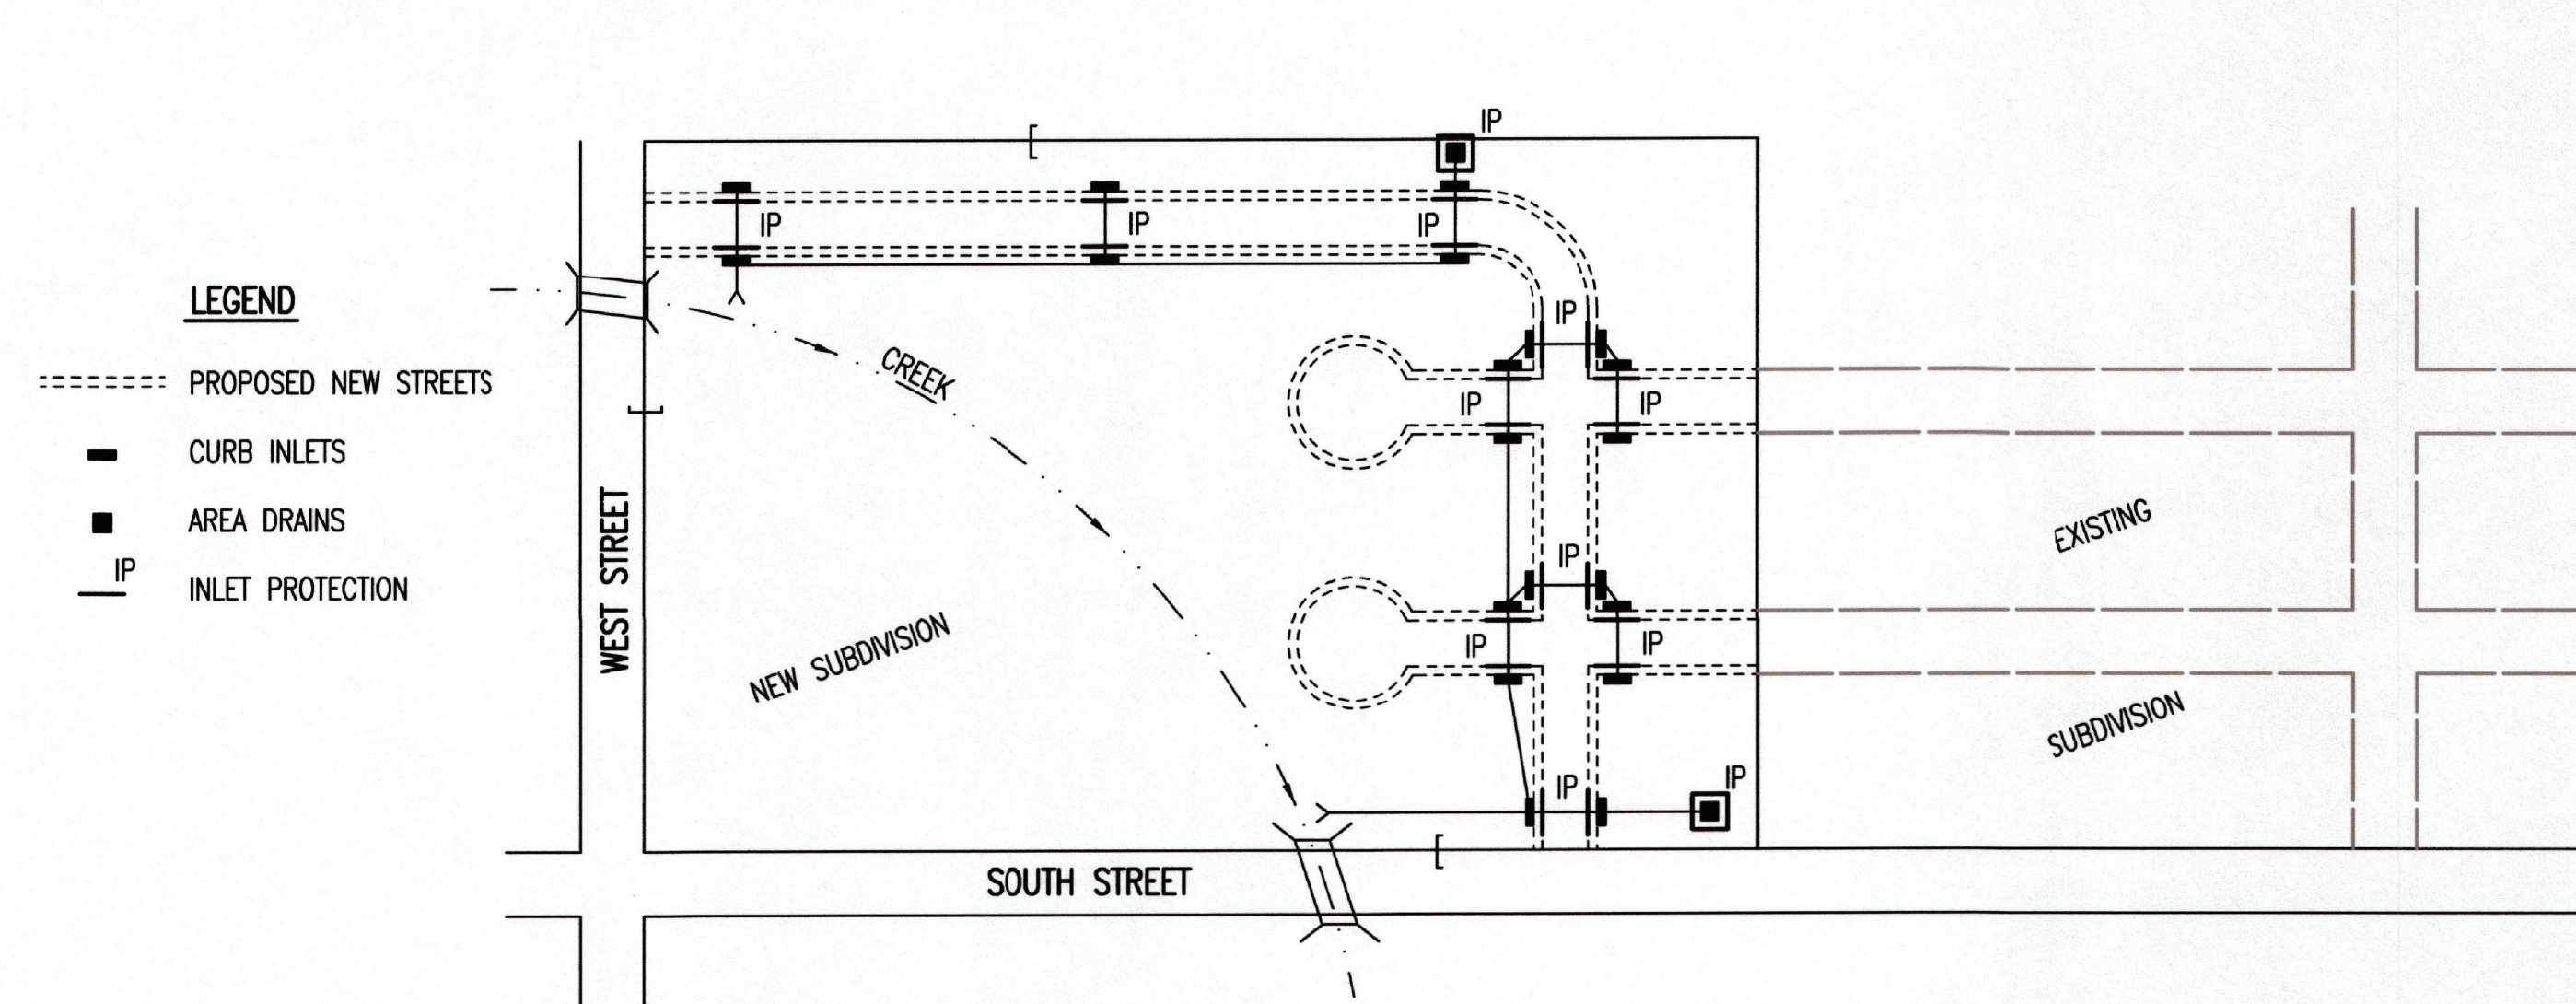 LEGEND
PROPOSED NEW STREETS
CURB INLETS
AREA DRAINS
IP
INLET PROTECTION
WEST STREET
SOUTH STREET
CREEK
NEW SUBDIVISION
IP
IP
IP
IP
IP
IP
IP
IP
IP
IP
IP
IP
EXISTING
SUBDIVISION